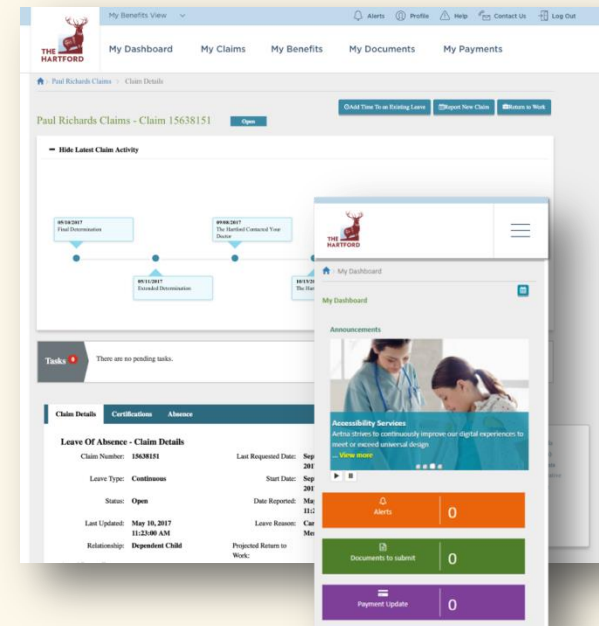 My Benefits View
Alerts Profile Help Contact Us Log Out
THE
HARTFORD
My Dashboard My Claims My Benefits My Documents My Payments
Paul Richards Claims > Claim Details
Add Time To an Existing Leave Report New Claim Return to Work
Paul Richards Claims - Claim 15638151 Open
Hide Latest Claim Activity
05/10/2017
Final Determination
09/08/2017
The Hartford Contacted Your
Doctor
05/11/2017
Extended Determination
The
Tasks 0 There are no pending tasks.
Claim Details Certifications Absence
Leave Of Absence - Claim Details
Claim Number: 15638151 Last Requested Date:
Leave Type: Continuous Start Date:
Status: Open Date Reported:
Last Updated: May 10, 2017 Leave Reason:
11:23:00 AM
Relationship: Dependent Child Projected Return to
Work:
THE
HARTFORD
My Dashboard
My Dashboard
Announcements
Accessibility Services
Aetna strives to continuously improve our digital experiences to
meet or exceed universal design
... View more
Alerts 0
Documents to submit 0
Payment Update 0